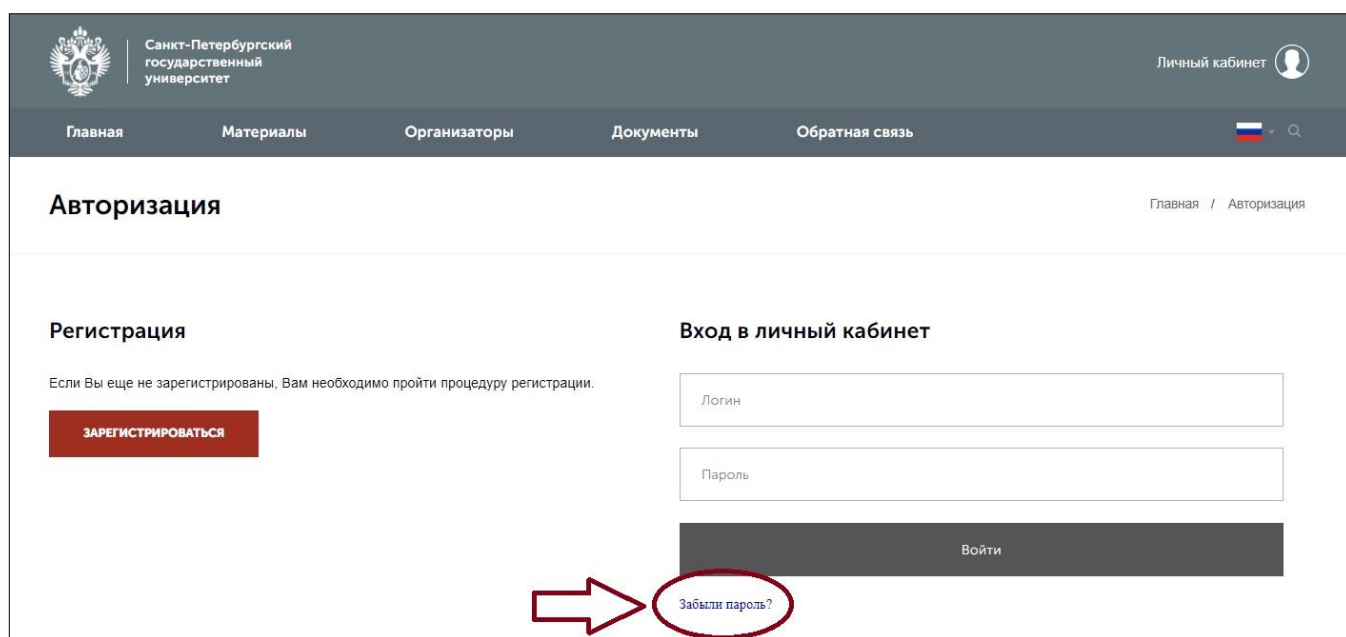 Санкт-Петербургский
государственный
университет
Личный кабинет
Главная Материалы Организаторы Документы Обратная связь
Авторизация
Главная / Авторизация
Регистрация
Если Вы еще не зарегистрированы, Вам необходимо пройти процедуру регистрации.
ЗАРЕГИСТРИРОВАТЬСЯ
Вход в личный кабинет
Логин
Пароль
Войти
Забыли пароль?